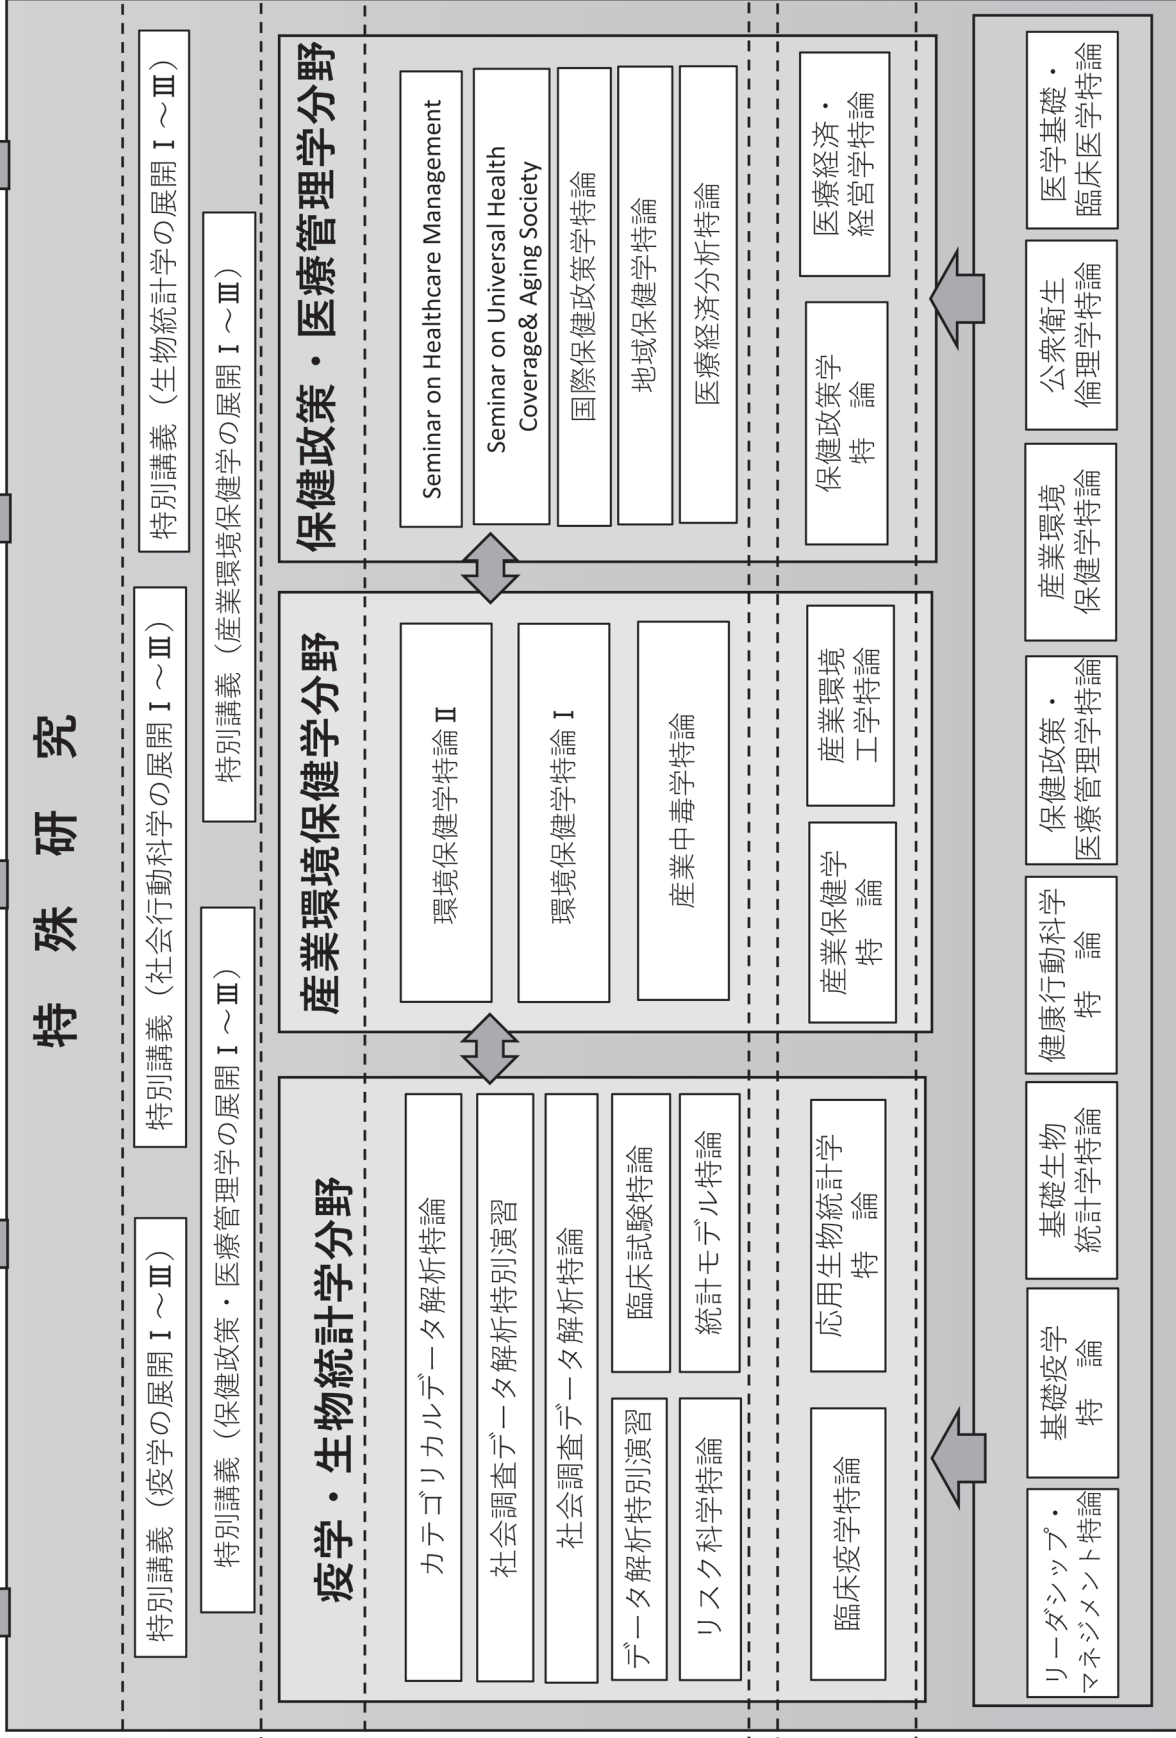 特殊研究
特別講義（疫学の展開Ⅰ～Ⅲ）
特別講義（社会行動科学の展開Ⅰ～Ⅲ）
特別講義（生物統計学の展開Ⅰ～Ⅲ）
特別講義（保健政策・医療管理学の展開Ⅰ～Ⅲ）
特別講義（産業環境保健学の展開Ⅰ～Ⅲ）
疫学・生物統計学分野
カテゴリカルデータ解析特論
社会調査データ解析特別演習
社会調査データ解析特論
データ解析特別演習
臨床試験特論
リスク科学特論
統計モデル特論
臨床疫学特論
応用生物統計学
特　論
産業環境保健学分野
環境保健学特論Ⅱ
環境保健学特論Ⅰ
産業中毒学特論
産業保健学
特　論
産業環境
工学特論
保健政策・医療管理学分野
Seminar on Healthcare Management
Seminar on Universal Health
Coverage& Aging Society
国際保健政策学特論
地域保健学特論
医療経済分析特論
保健政策学
特　論
医療経済・
経営学特論
リーダシップ・
マネジメント特論
基礎疫学
特　論
基礎生物
統計学特論
健康行動科学
特　論
保健政策・
医療管理学特論
産業環境
保健学特論
公衆衛生
倫理学特論
医学基礎・
臨床医学特論